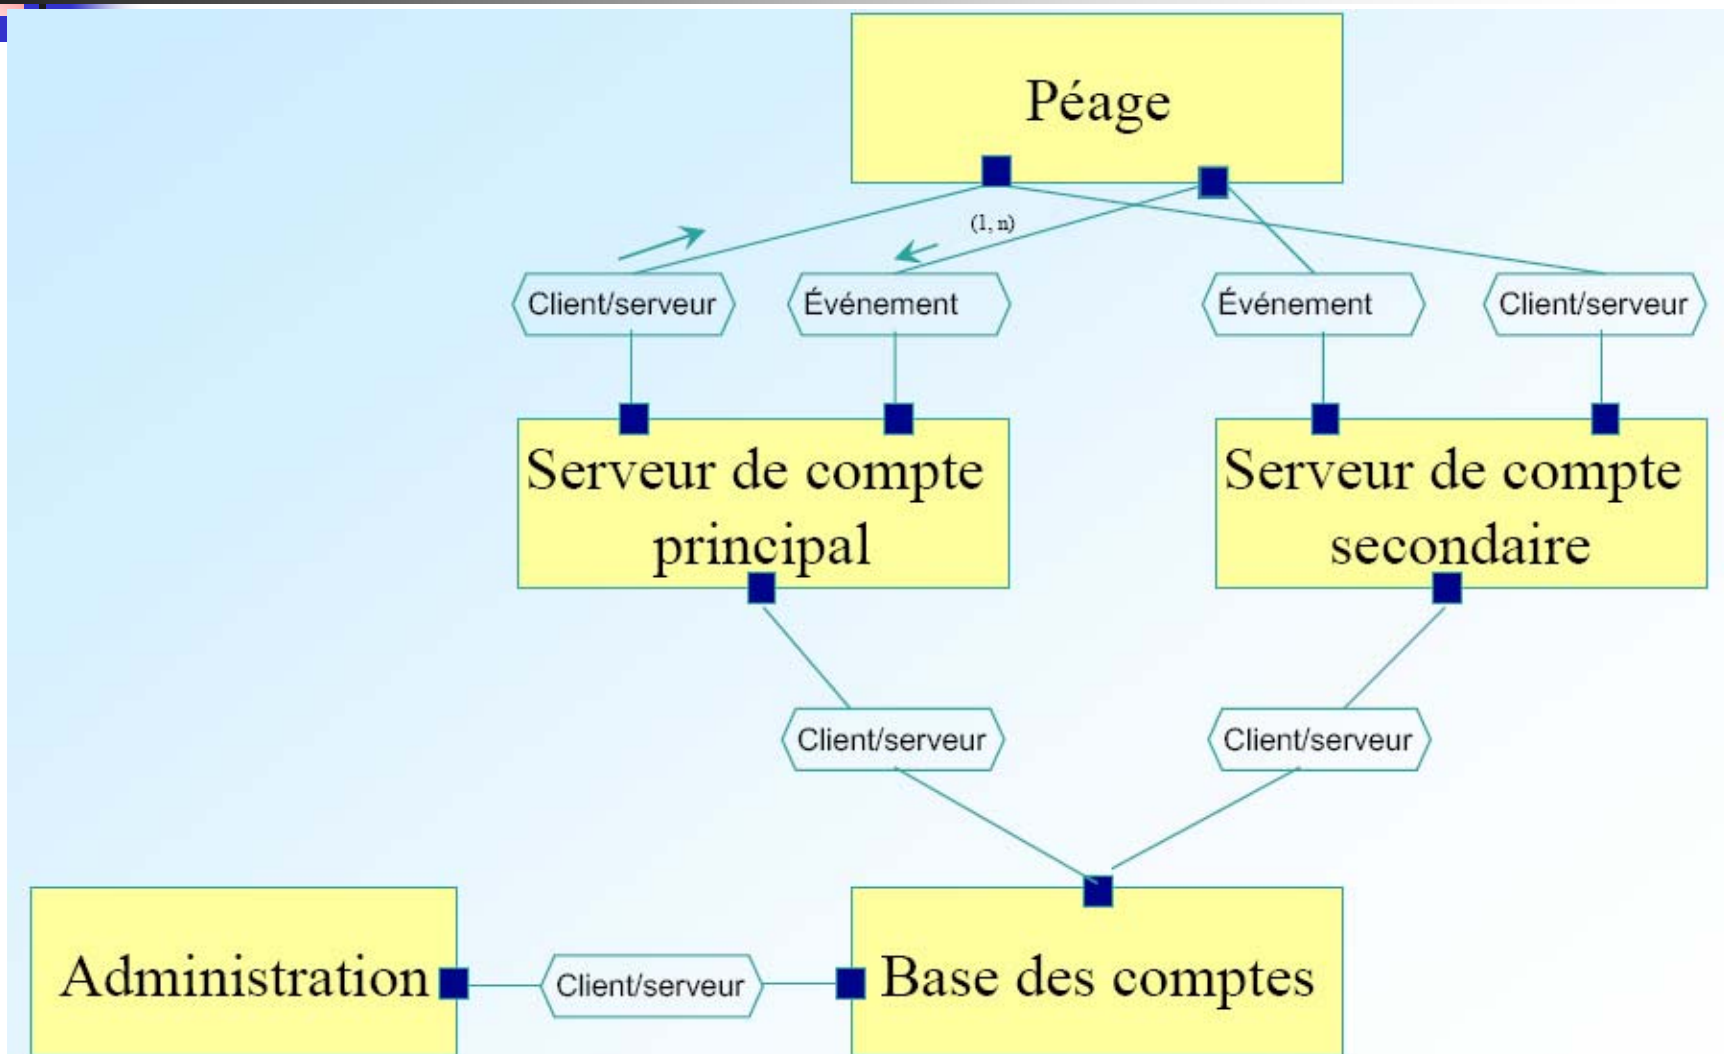 Péage
(1, n)
Client/serveur
Événement
Événement
Client/serveur
Serveur de compte
principal
Serveur de compte
secondaire
Client/serveur
Client/serveur
Administration
Client/serveur
Base des comptes